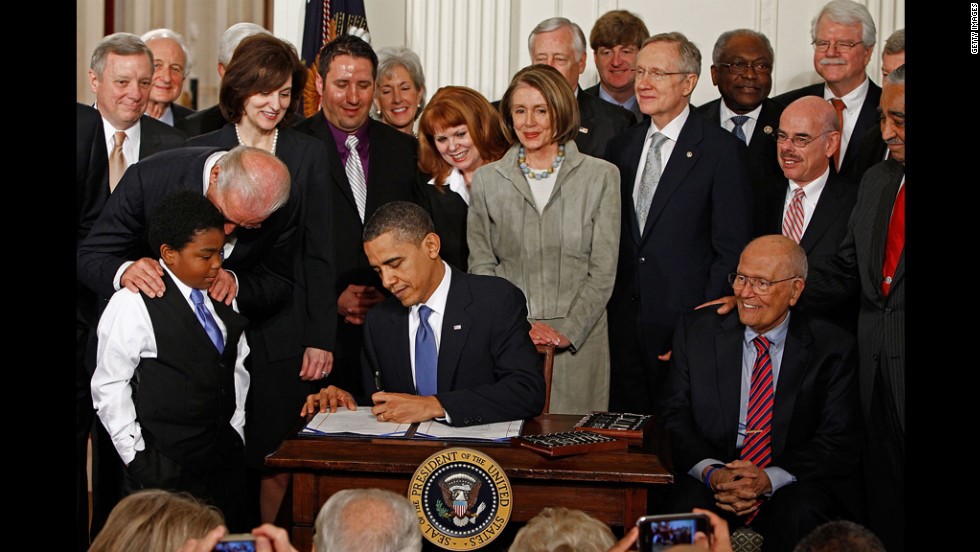 GETTY IMAGES
SEAL OF THE PRESIDENT
OF THE UNITED STATES